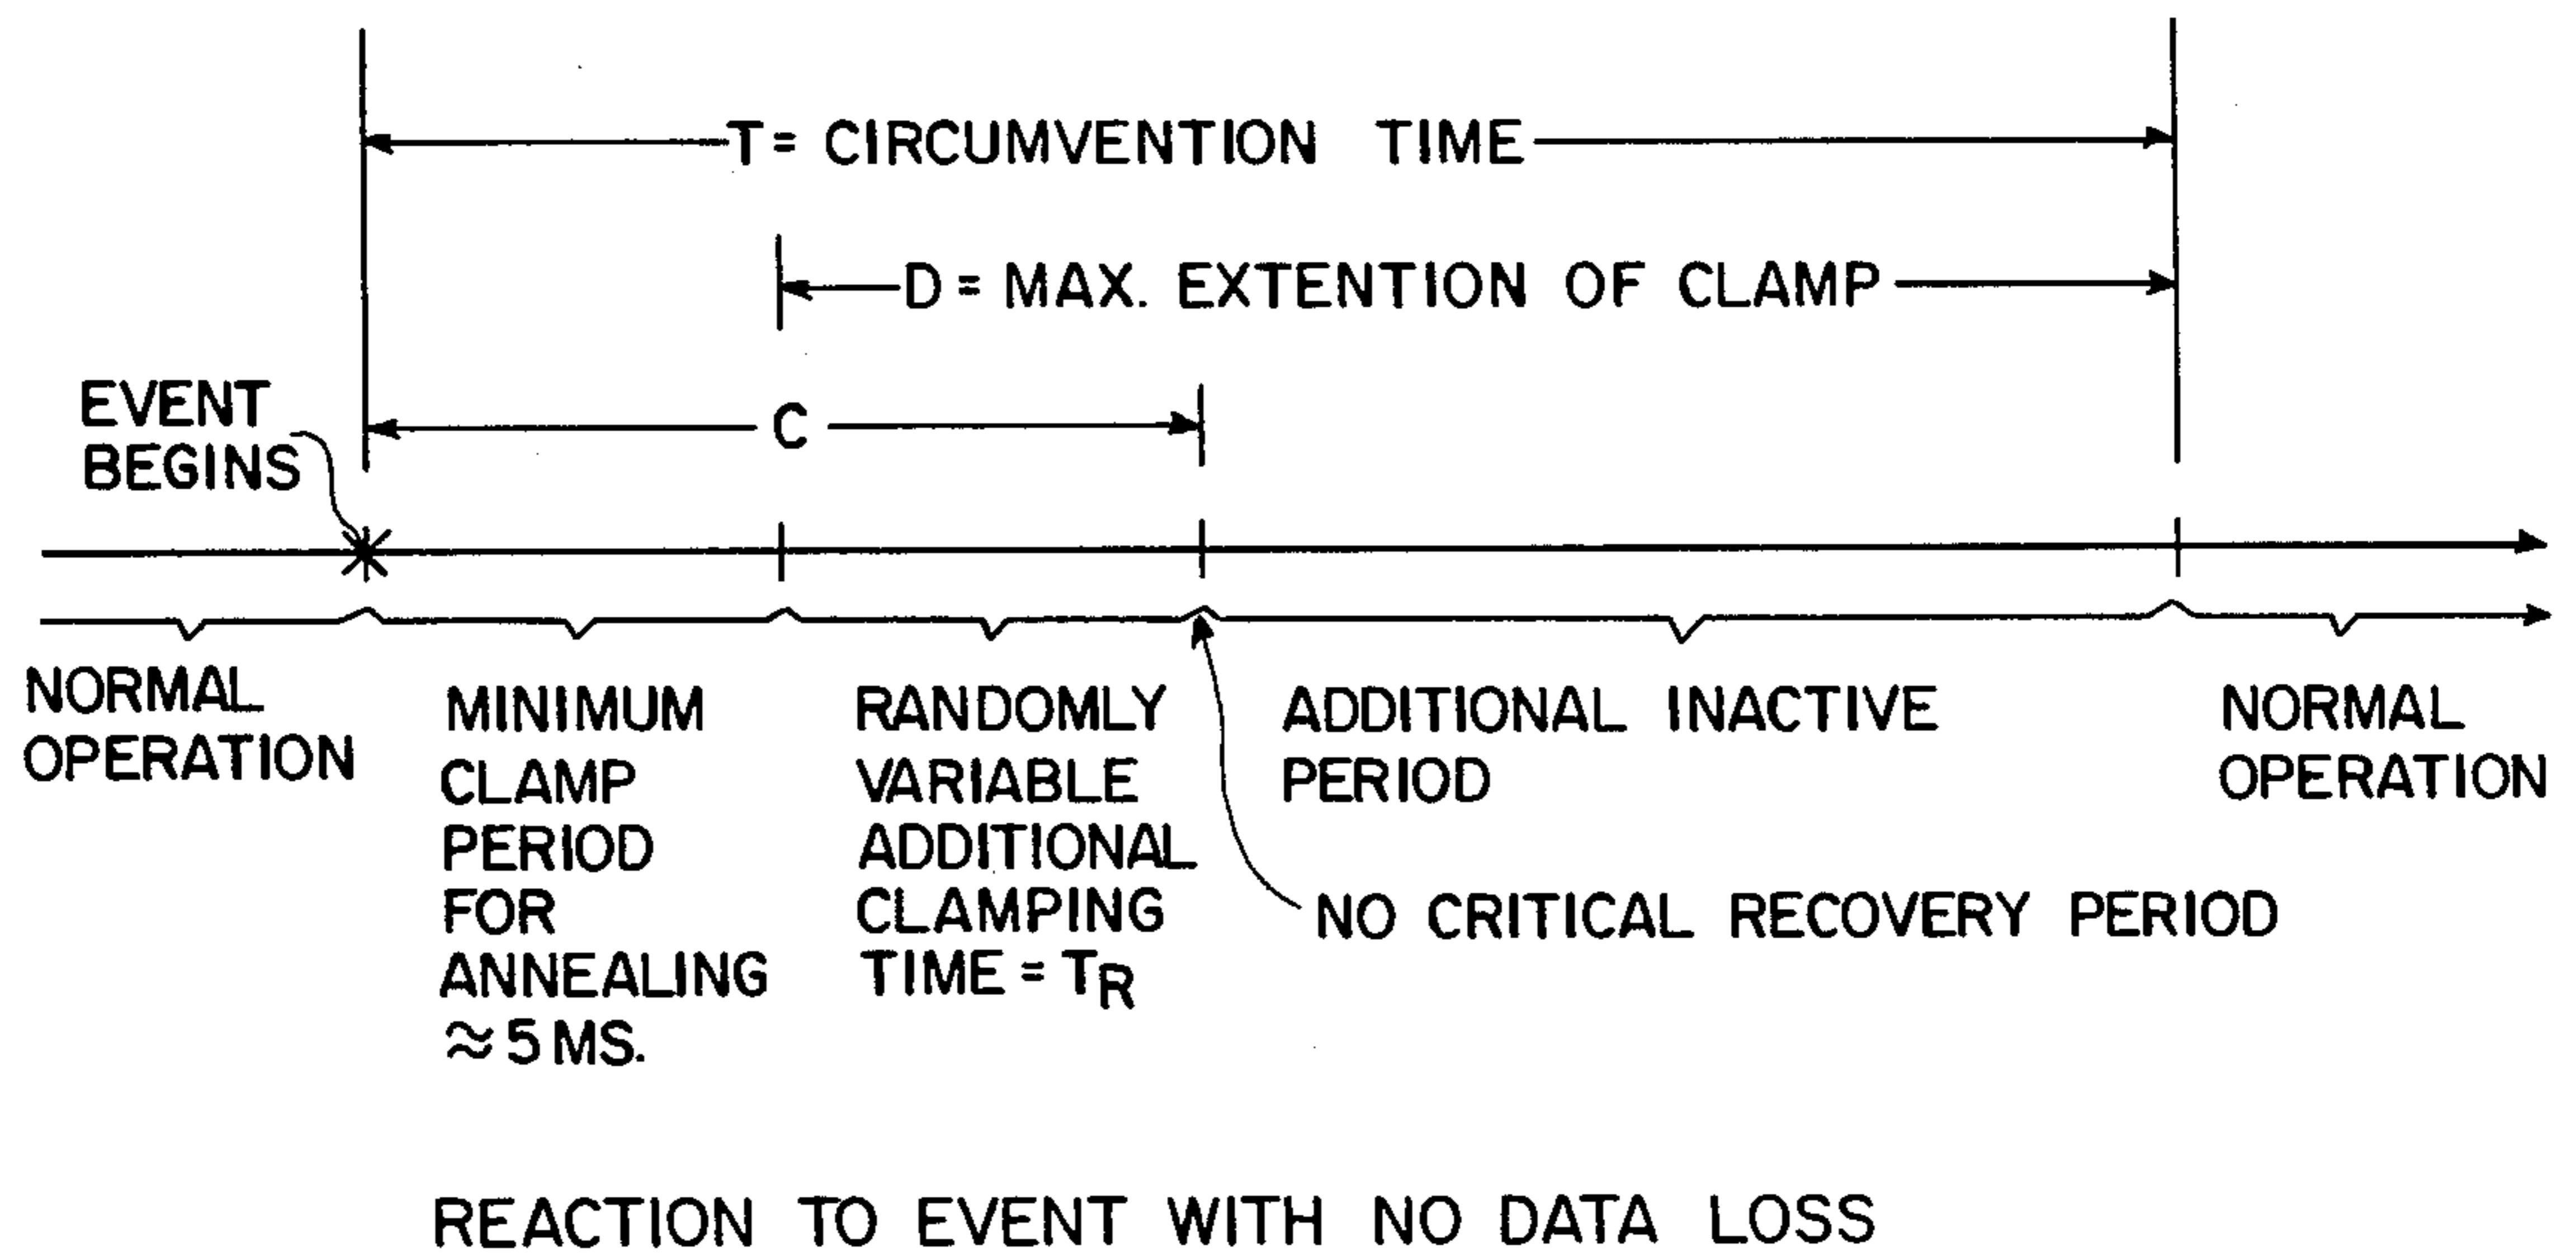 T = CIRCUMVENTION TIME
D = MAX. EXTENTION OF CLAMP
C
EVENT
BEGINS
NORMAL
OPERATION
MINIMUM
CLAMP
PERIOD
FOR
ANNEALING
≈ 5 MS.
RANDOMLY
VARIABLE
ADDITIONAL
CLAMPING
TIME = TR
ADDITIONAL INACTIVE
PERIOD
NO CRITICAL RECOVERY PERIOD
NORMAL
OPERATION
REACTION TO EVENT WITH NO DATA LOSS